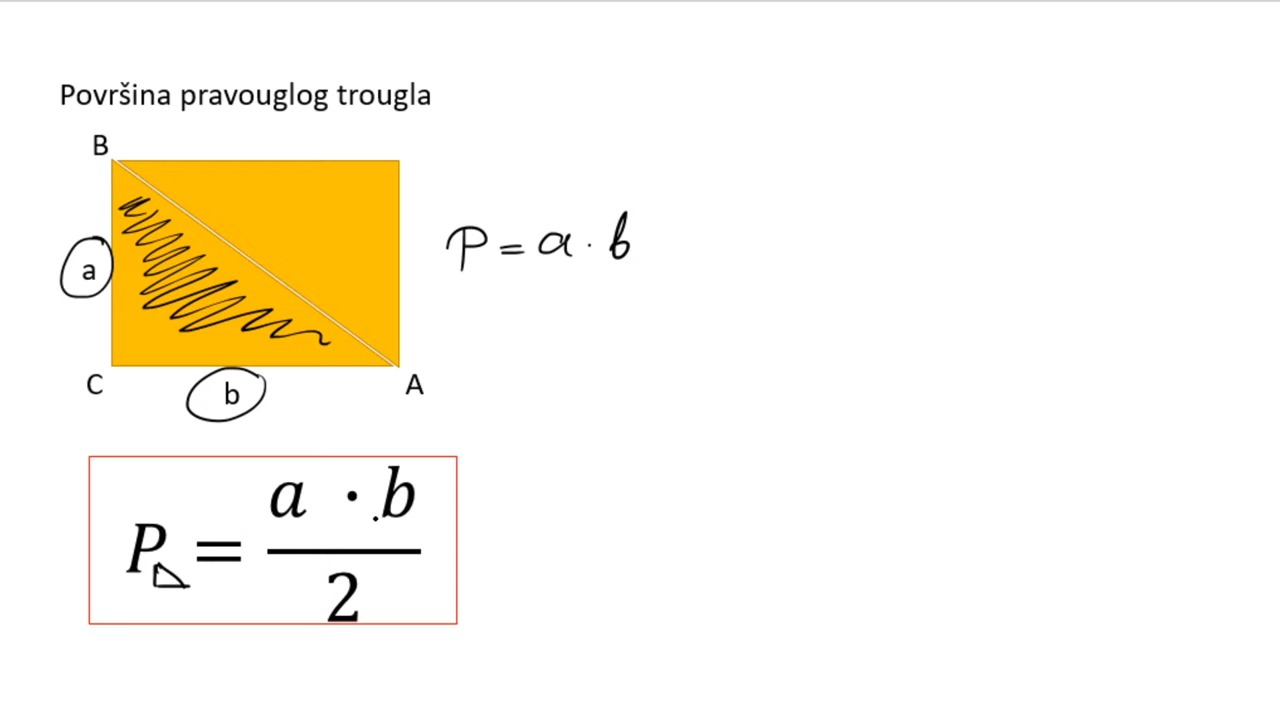 Površina pravouglog trougla
B
a
P = a · b
C
b
A
P = a · b / 2